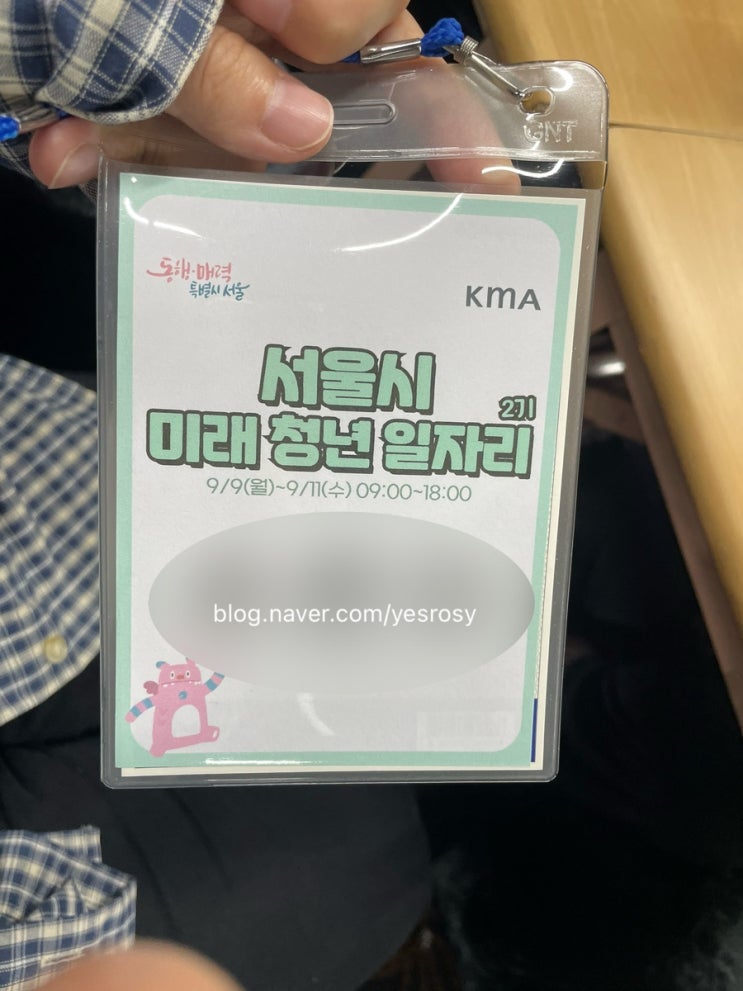 GNT
동행·매력
특별시 서울
KMA
서울시
2기
미래 청년 일자리
9/9(월)~9/11(수) 09:00~18:00
blog.naver.com/yesrosy